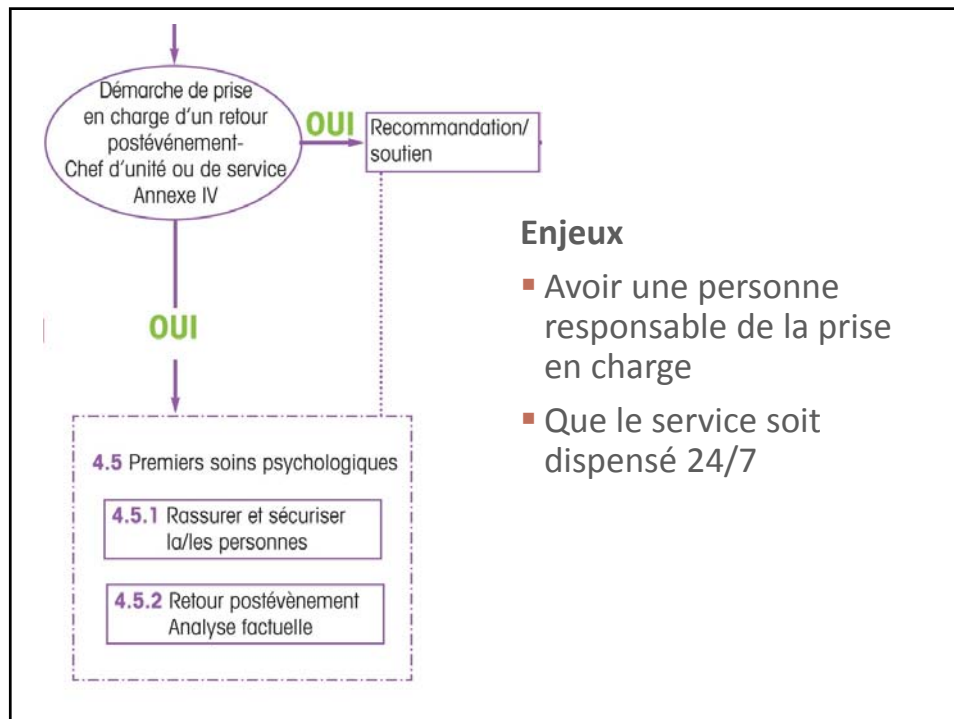 Démarche de prise
en charge d'un retour
postévénement-
Chef d'unité ou de service
Annexe IV
OUI
Recommandation/
soutien
OUI
4.5 Premiers soins psychologiques
4.5.1 Rassurer et sécuriser
la/les personnes
4.5.2 Retour postévènement
Analyse factuelle
Enjeux
▪ Avoir une personne
responsable de la prise
en charge
▪ Que le service soit
dispensé 24/7